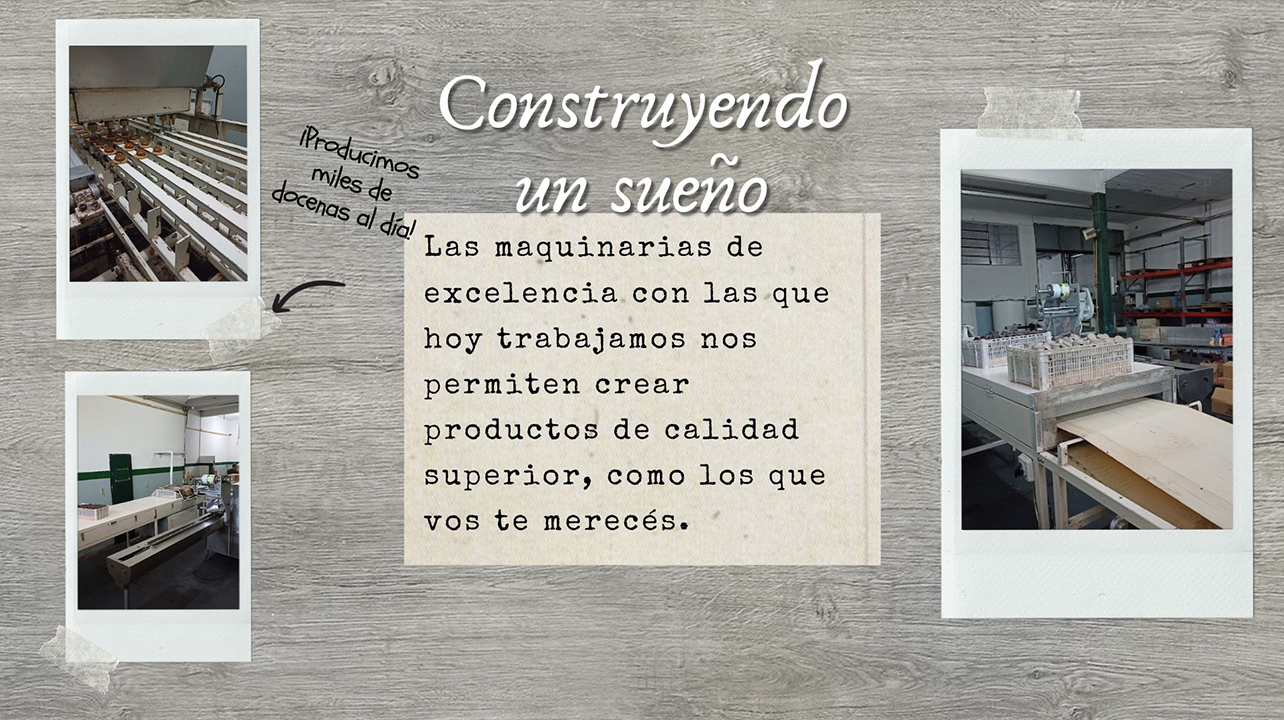 Construyendo
un sueño
¡Producimos
miles de
docenas al día!
Las maquinarias de
excelencia con las que
hoy trabajamos nos
permiten crear
productos de calidad
superior, como los que
vos te merecés.